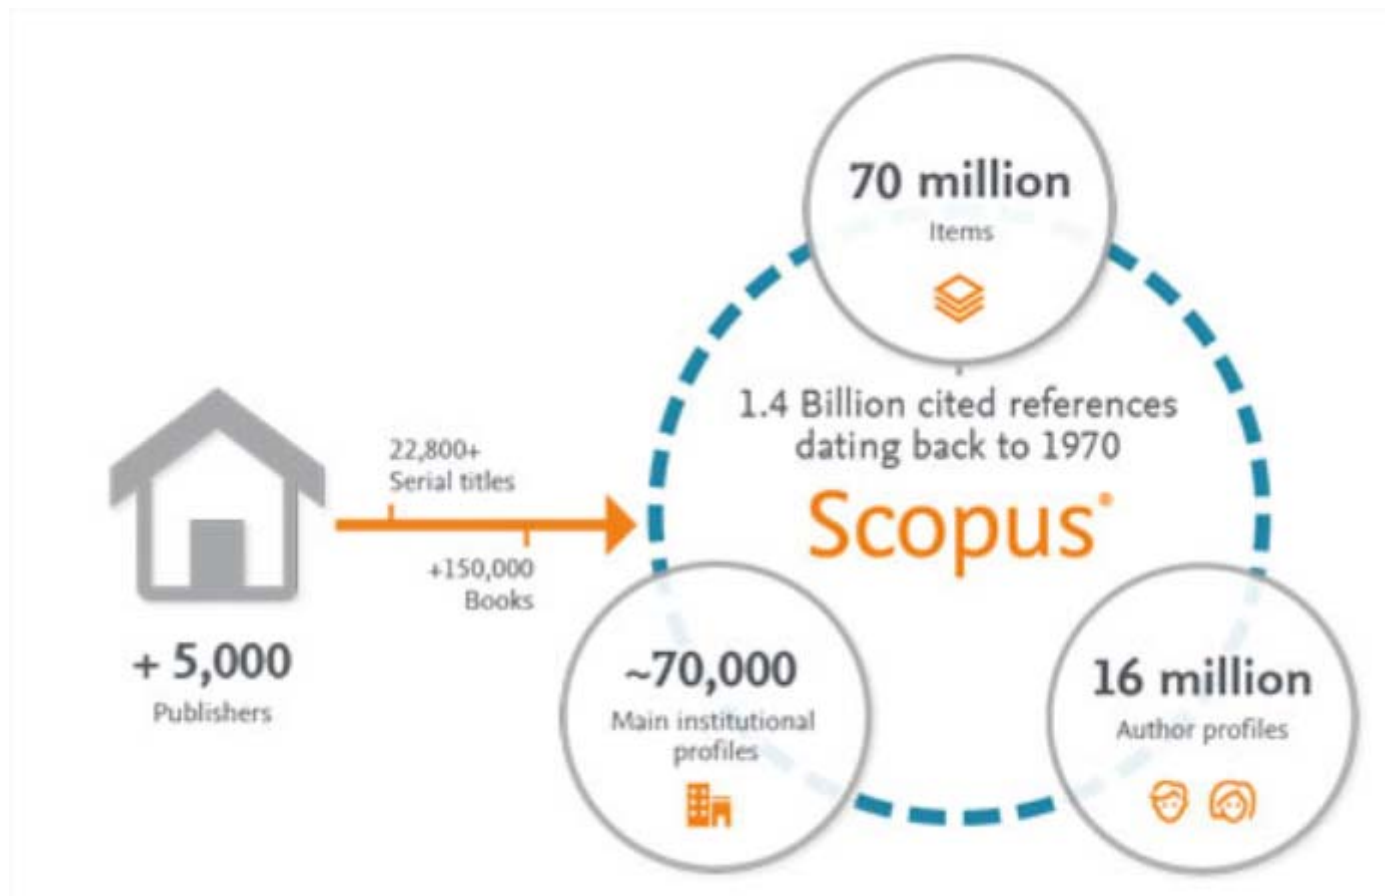 70 million
Items
1.4 Billion cited references
dating back to 1970
Scopus®
22,800+
Serial titles
+150,000
Books
+ 5,000
Publishers
~70,000
Main institutional
profiles
16 million
Author profiles